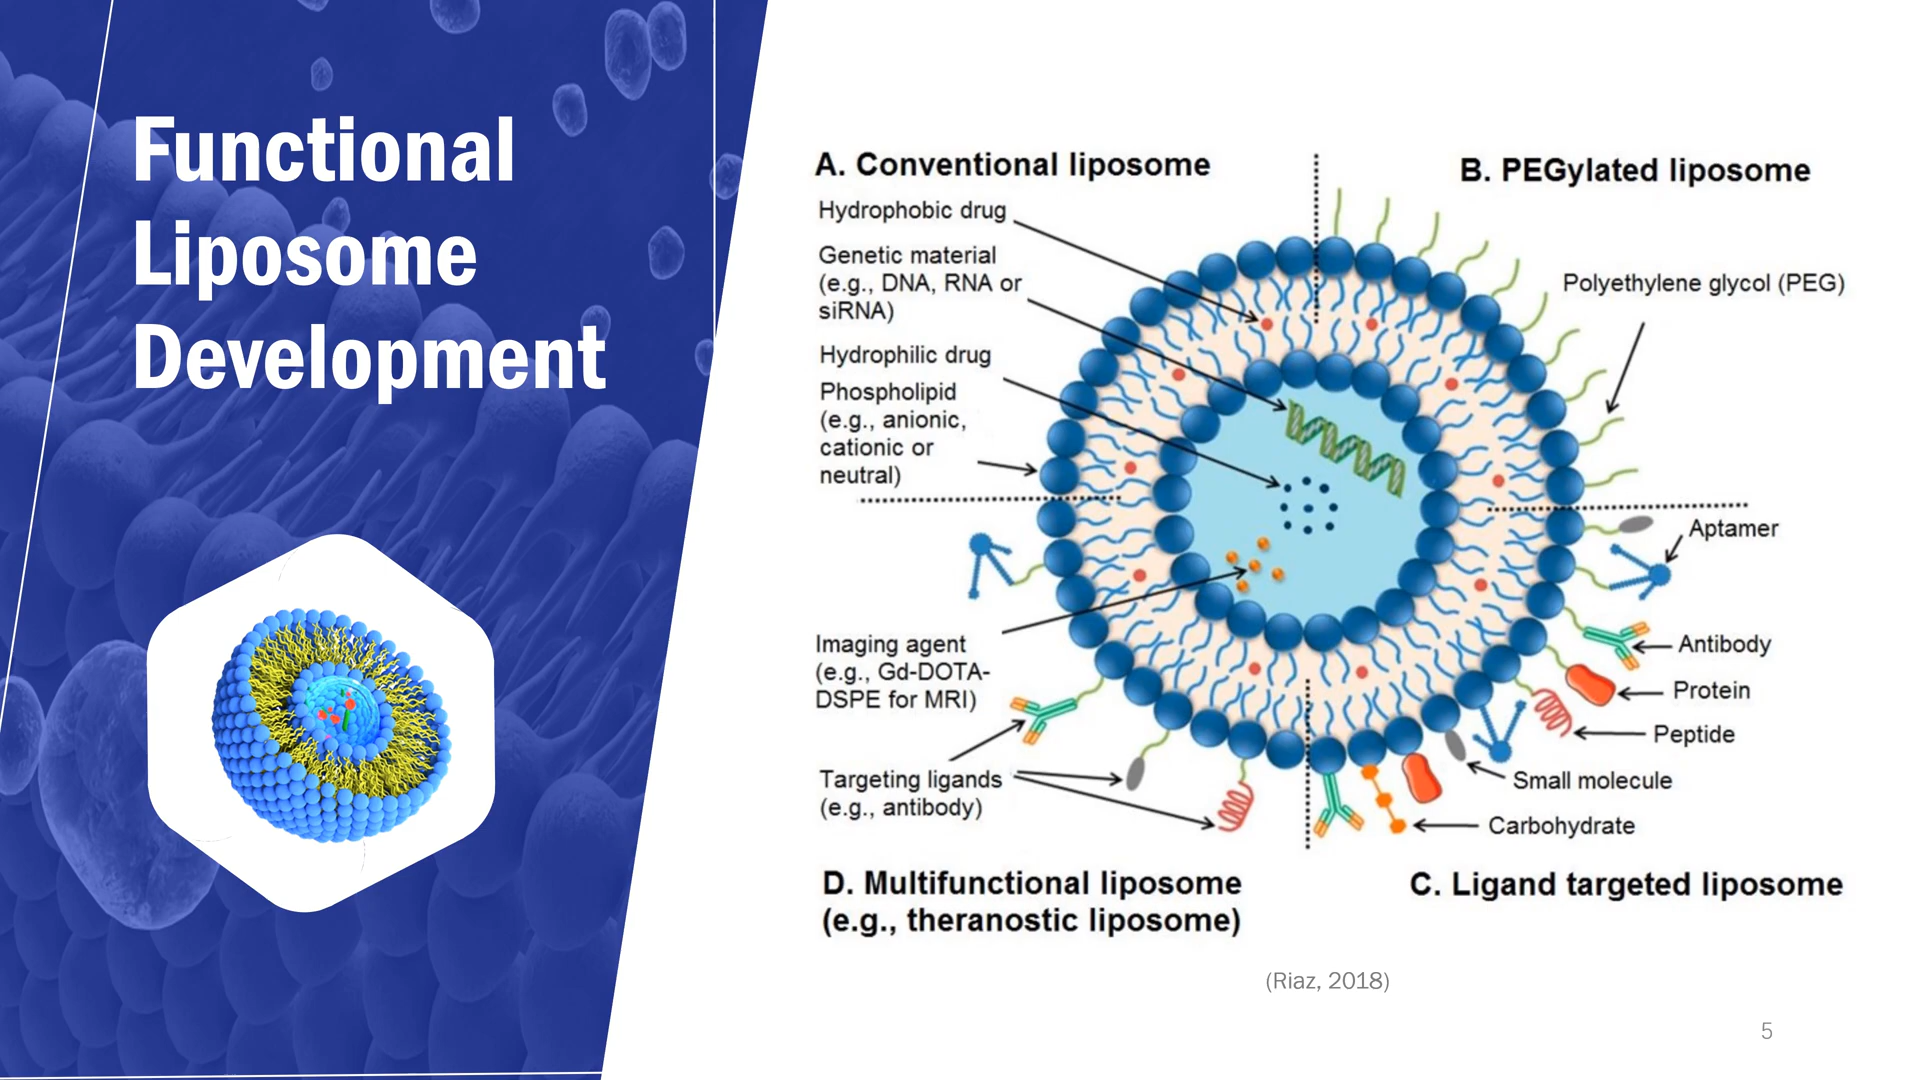 Functional
Liposome
Development
A. Conventional liposome
Hydrophobic drug
Genetic material
(e.g., DNA, RNA or
siRNA)
Hydrophilic drug
Phospholipid
(e.g., anionic,
cationic or
neutral)
B. PEGylated liposome
Polyethylene glycol (PEG)
Aptamer
Antibody
Protein
Peptide
Small molecule
Carbohydrate
Imaging agent
(e.g., Gd-DOTA-
DSPE for MRI)
Targeting ligands
(e.g., antibody)
D. Multifunctional liposome
(e.g., theranostic liposome)
C. Ligand targeted liposome
(Riaz, 2018)
5